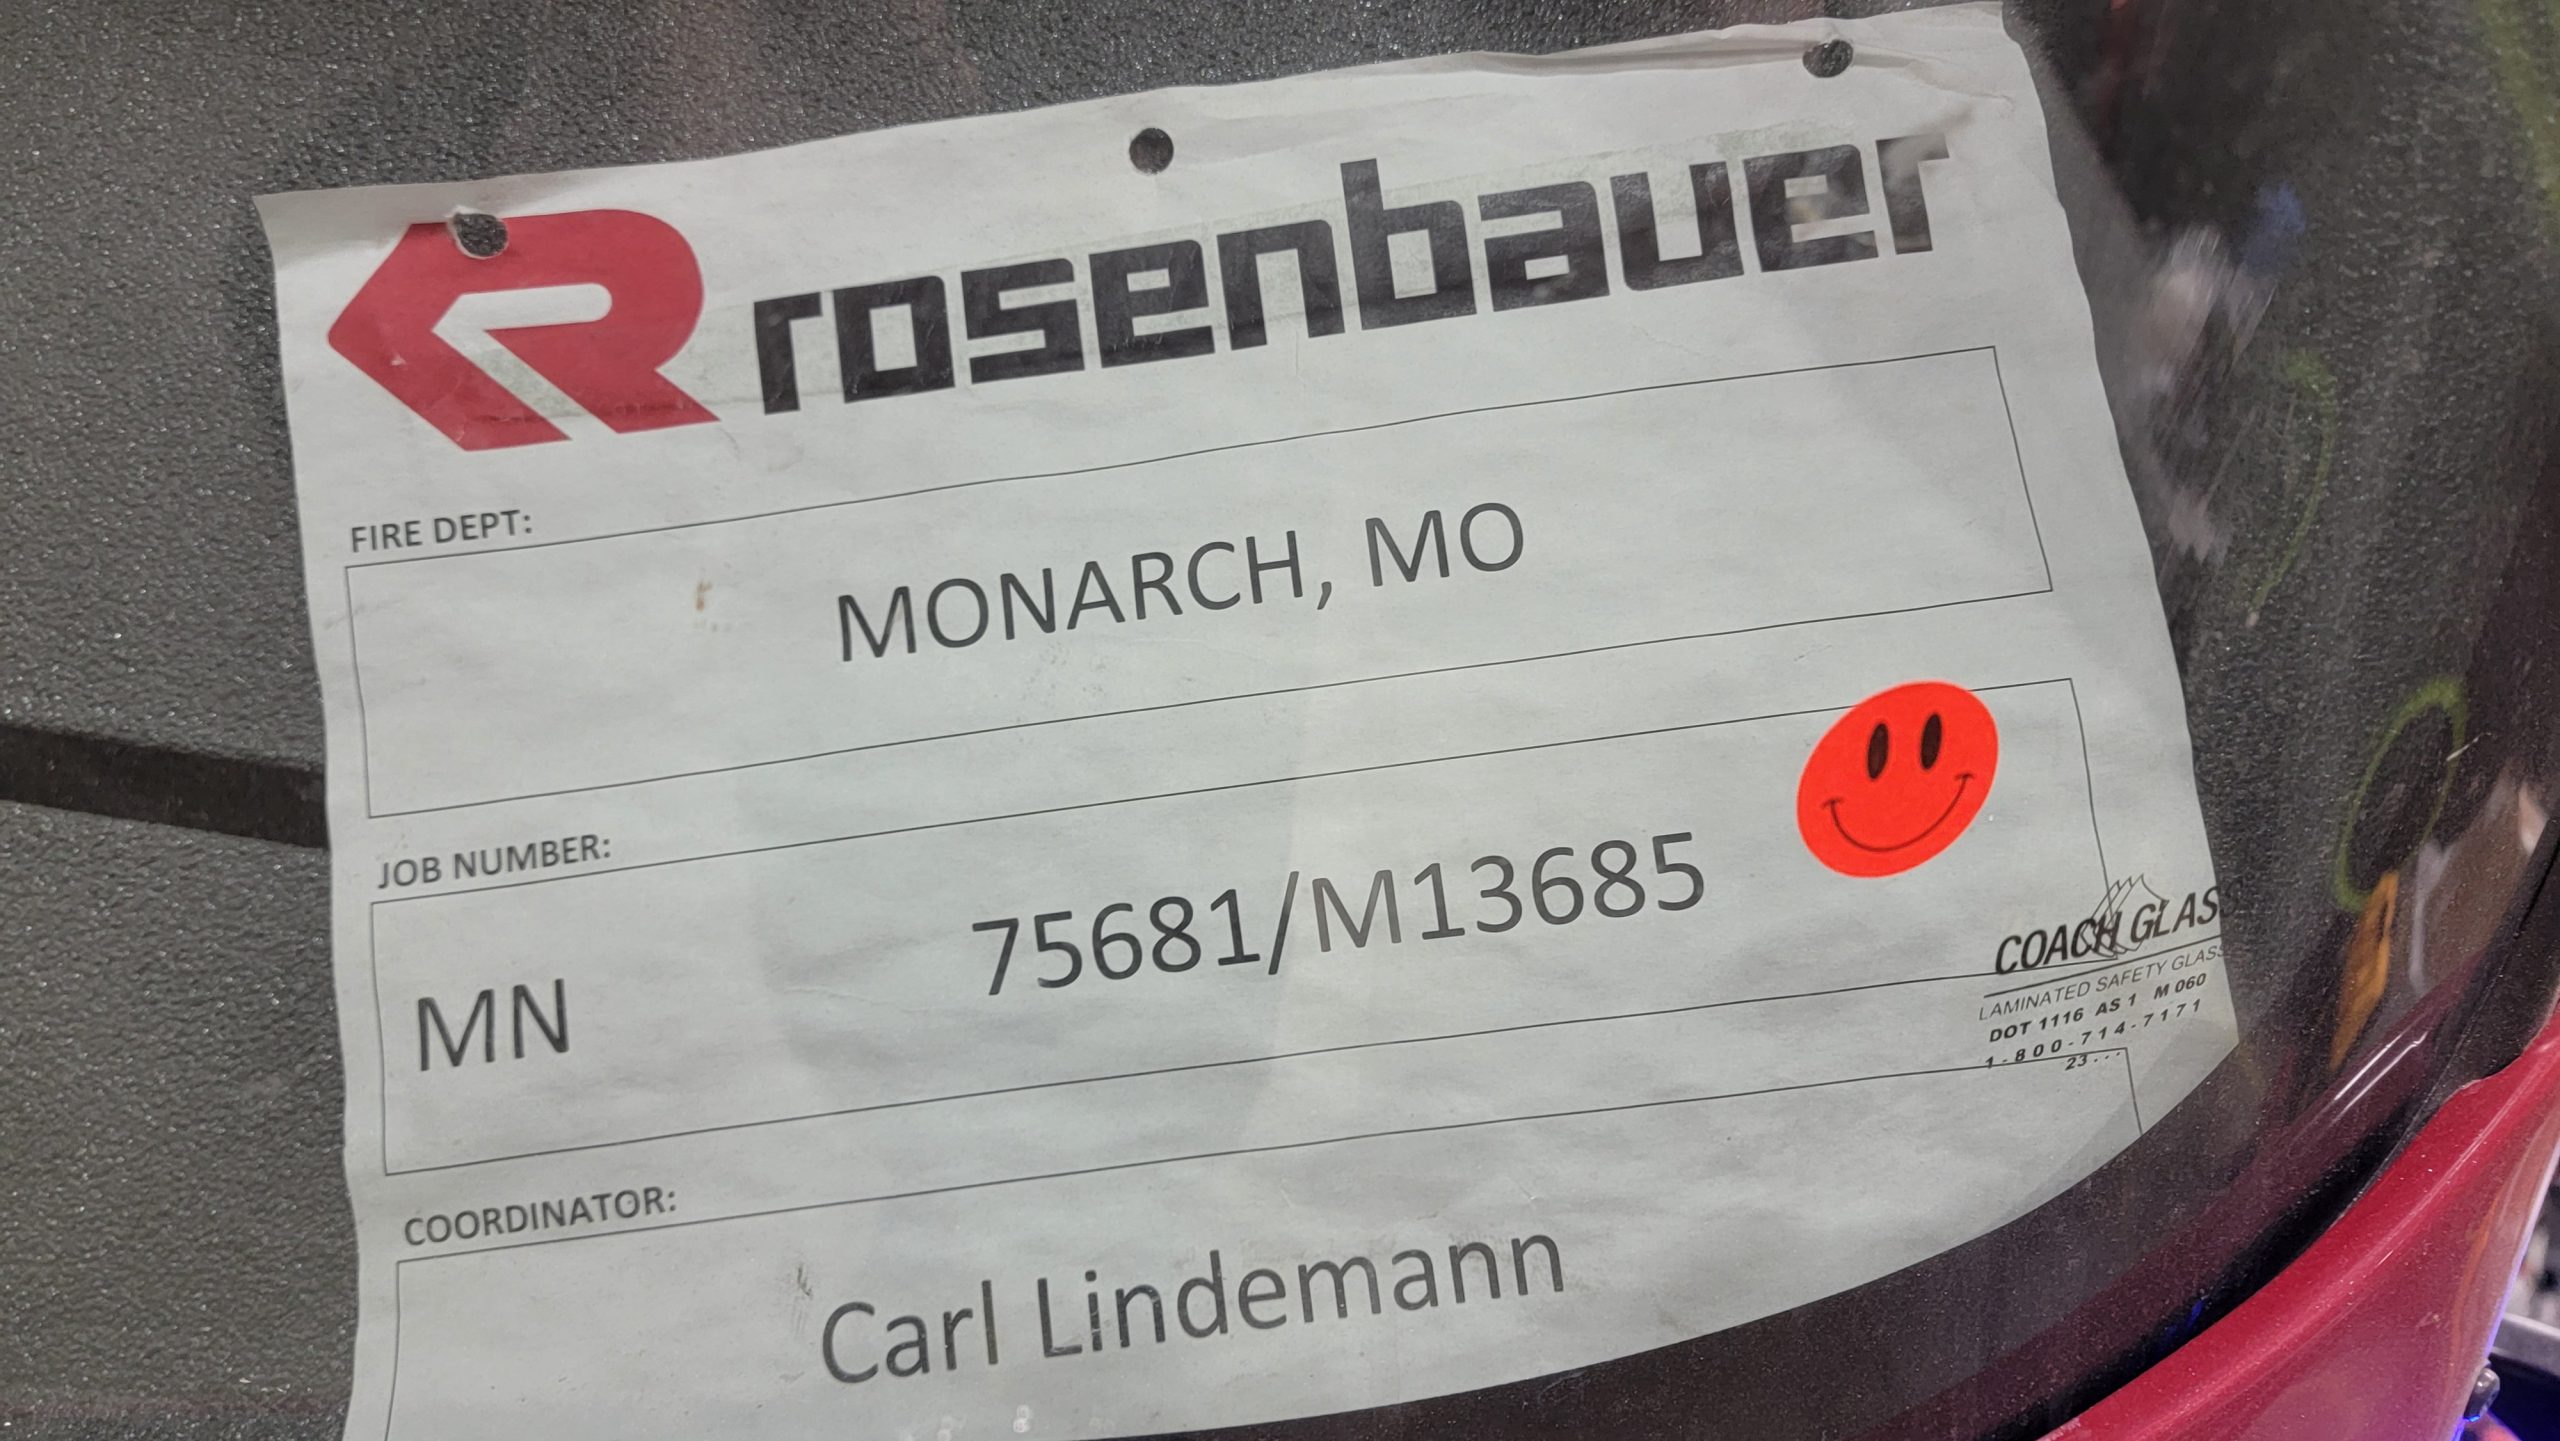 rosenbauer
FIRE DEPT:
MONARCH, MO
JOB NUMBER:
MN 75681/M13685
COACH GLASS
LAMINATED SAFETY GLASS
DOT 1116 AS 1 M 060
1-800-714-7171
23...
COORDINATOR:
Carl Lindemann